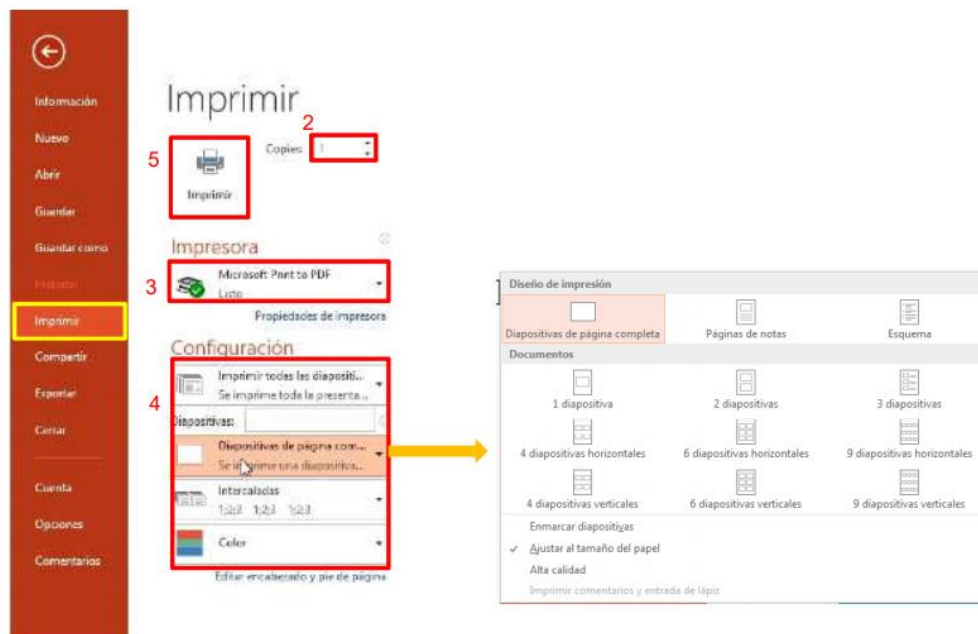 Información
Nuevo
Abrir
Guardar
Guardar como
Historial
Imprimir
Compartir
Exportar
Cerrar
Cuenta
Opciones
Comentarios
Imprimir
2
Copies: 1
5
Imprimir
Impresora
3
Microsoft Print to PDF
Listo
Propiedades de impresora
Configuración
4
Imprimir todas las diapositi...
Se imprime toda la presenta...
Diapositivas:
Diapositivas de página com...
Se imprime una diapositiva...
Intercaladas
1;2;3 1;2;3 1;2;3
Color
Editar encabezado y pie de página
Diseño de impresión
Diapositivas de página completa Páginas de notas Esquema
Documentos
1 diapositiva 2 diapositivas 3 diapositivas
4 diapositivas horizontales 6 diapositivas horizontales 9 diapositivas horizontales
4 diapositivas verticales 6 diapositivas verticales 9 diapositivas verticales
Enmarcar diapositivas
Ajustar al tamaño del papel
Alta calidad
Imprimir comentarios y entrada de lápiz